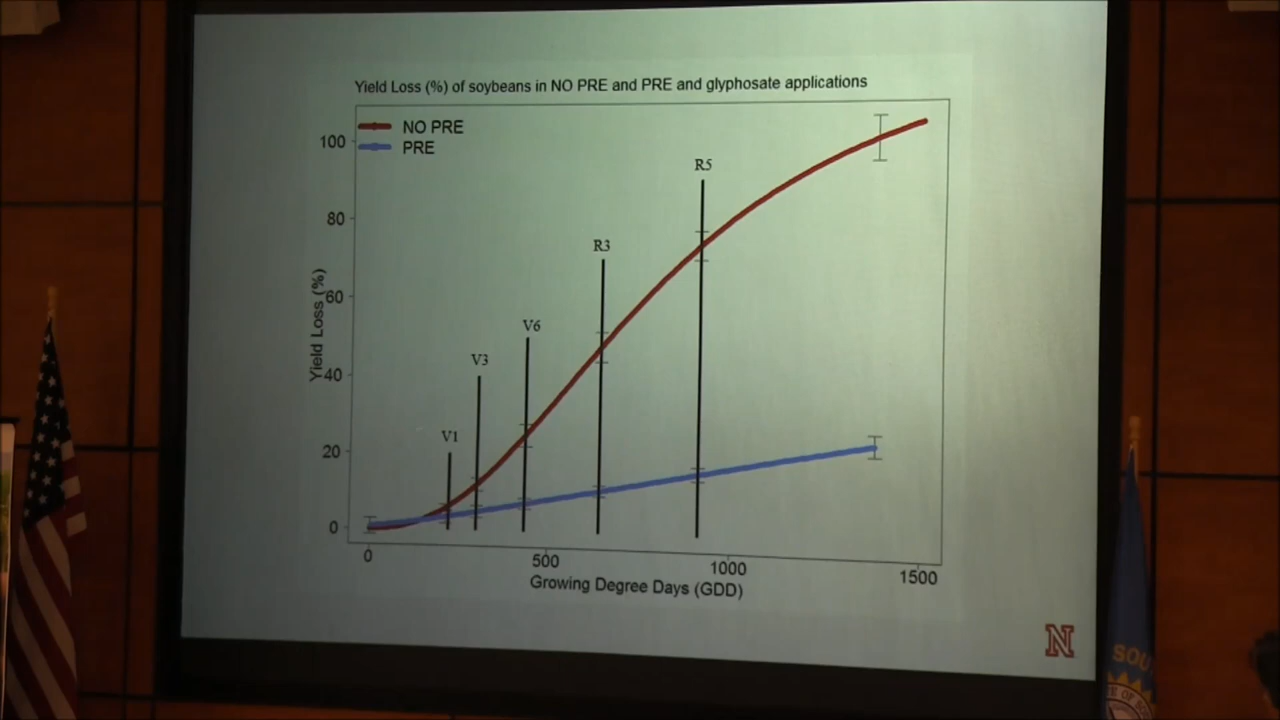 Yield Loss (%) of soybeans in NO PRE and PRE and glyphosate applications
NO PRE
PRE
100
80
60
40
20
0
Yield Loss (%)
V1
V3
V6
R3
R5
0
500
1000
1500
Growing Degree Days (GDD)
N
SOU